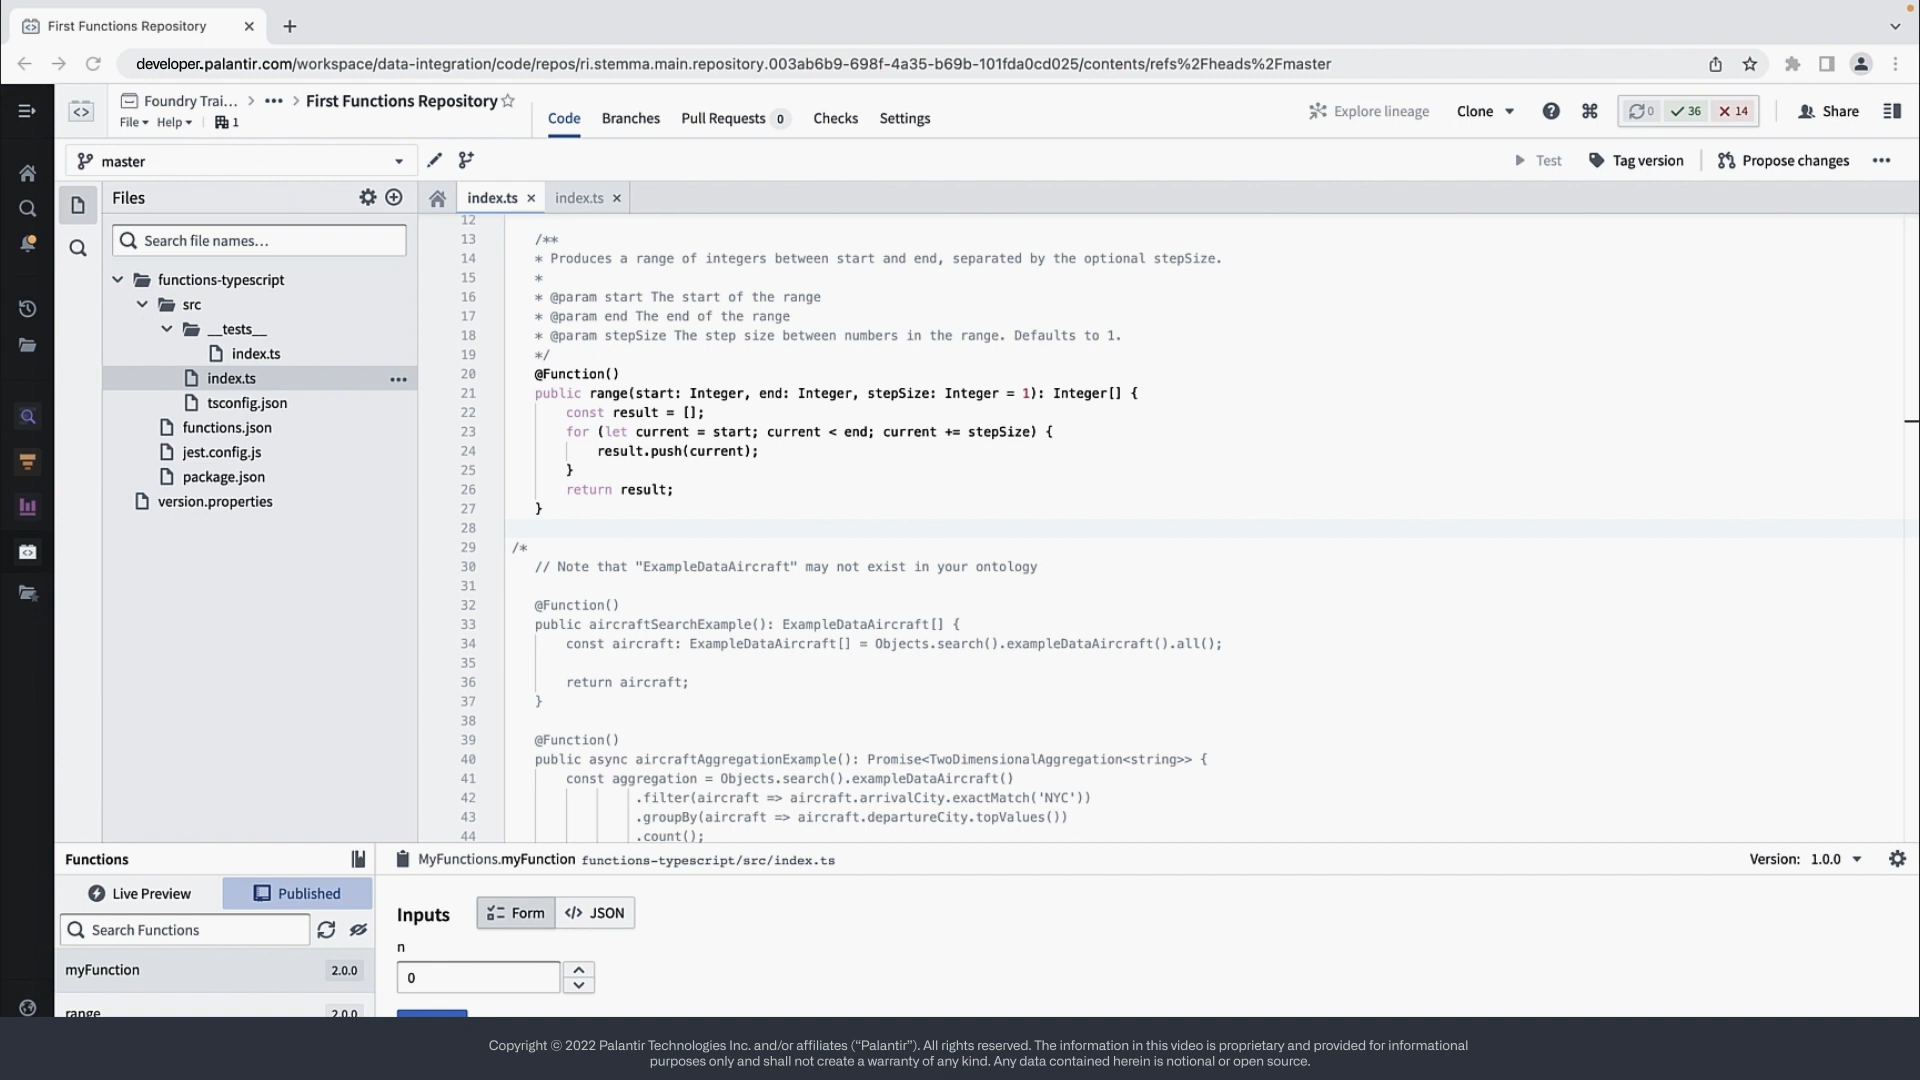 First Functions Repository
developer.palantir.com/workspace/data-integration/code/repos/ri.stemma.main.repository.003ab6b9-698f-4a35-b69b-101fda0cd025/contents/refs%2Fheads%2Fmaster
Foundry Trai... > ••• > First Functions Repository
File Help 1
Code Branches Pull Requests 0 Checks Settings
Explore lineage Clone 0 36 14 Share
master
Test Tag version Propose changes
Files
index.ts index.ts
Search file names...
functions-typescript
src
__tests__
index.ts
index.ts
tsconfig.json
functions.json
jest.config.js
package.json
version.properties
12
13 /**
14 * Produces a range of integers between start and end, separated by the optional stepSize.
15 *
16 * @param start The start of the range
17 * @param end The end of the range
18 * @param stepSize The step size between numbers in the range. Defaults to 1.
19 */
20 @Function()
21 public range(start: Integer, end: Integer, stepSize: Integer = 1): Integer[] {
22 const result = [];
23 for (let current = start; current < end; current += stepSize) {
24 result.push(current);
25 }
26 return result;
27 }
28
29 /*
30 // Note that "ExampleDataAircraft" may not exist in your ontology
31
32 @Function()
33 public aircraftSearchExample(): ExampleDataAircraft[] {
34 const aircraft: ExampleDataAircraft[] = Objects.search().exampleDataAircraft().all();
35
36 return aircraft;
37 }
38
39 @Function()
40 public async aircraftAggregationExample(): Promise<TwoDimensionalAggregation<string>> {
41 const aggregation = Objects.search().exampleDataAircraft()
42 .filter(aircraft => aircraft.arrivalCity.exactMatch('NYC'))
43 .groupBy(aircraft => aircraft.departureCity.topValues())
44 .count();
Functions
MyFunctions.myFunction functions-typescript/src/index.ts
Version: 1.0.0
Live Preview Published
Inputs Form JSON
Search Functions
n
myFunction 2.0.0
0
range 2.0.0
Copyright © 2022 Palantir Technologies Inc. and/or affiliates (“Palantir”). All rights reserved. The information in this video is proprietary and provided for informational
purposes only and shall not create a warranty of any kind. Any data contained herein is notional or open source.